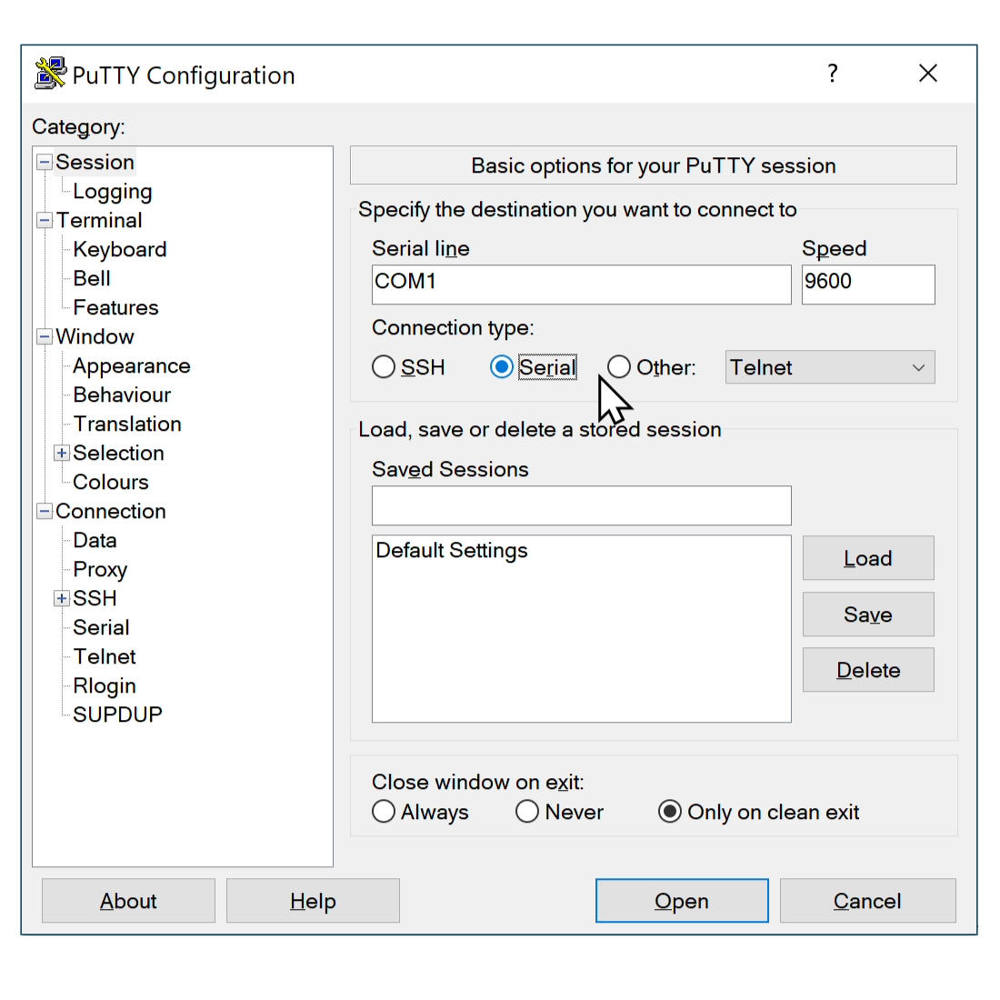 PuTTY Configuration
?
Category:
Session
Logging
Terminal
Keyboard
Bell
Features
Window
Appearance
Behaviour
Translation
Selection
Colours
Connection
Data
Proxy
SSH
Serial
Telnet
Rlogin
SUPDUP
Basic options for your PuTTY session
Specify the destination you want to connect to
Serial line Speed
COM1 9600
Connection type:
SSH Serial Other: Telnet
Load, save or delete a stored session
Saved Sessions
Default Settings
Load
Save
Delete
Close window on exit:
Always Never Only on clean exit
About Help Open Cancel